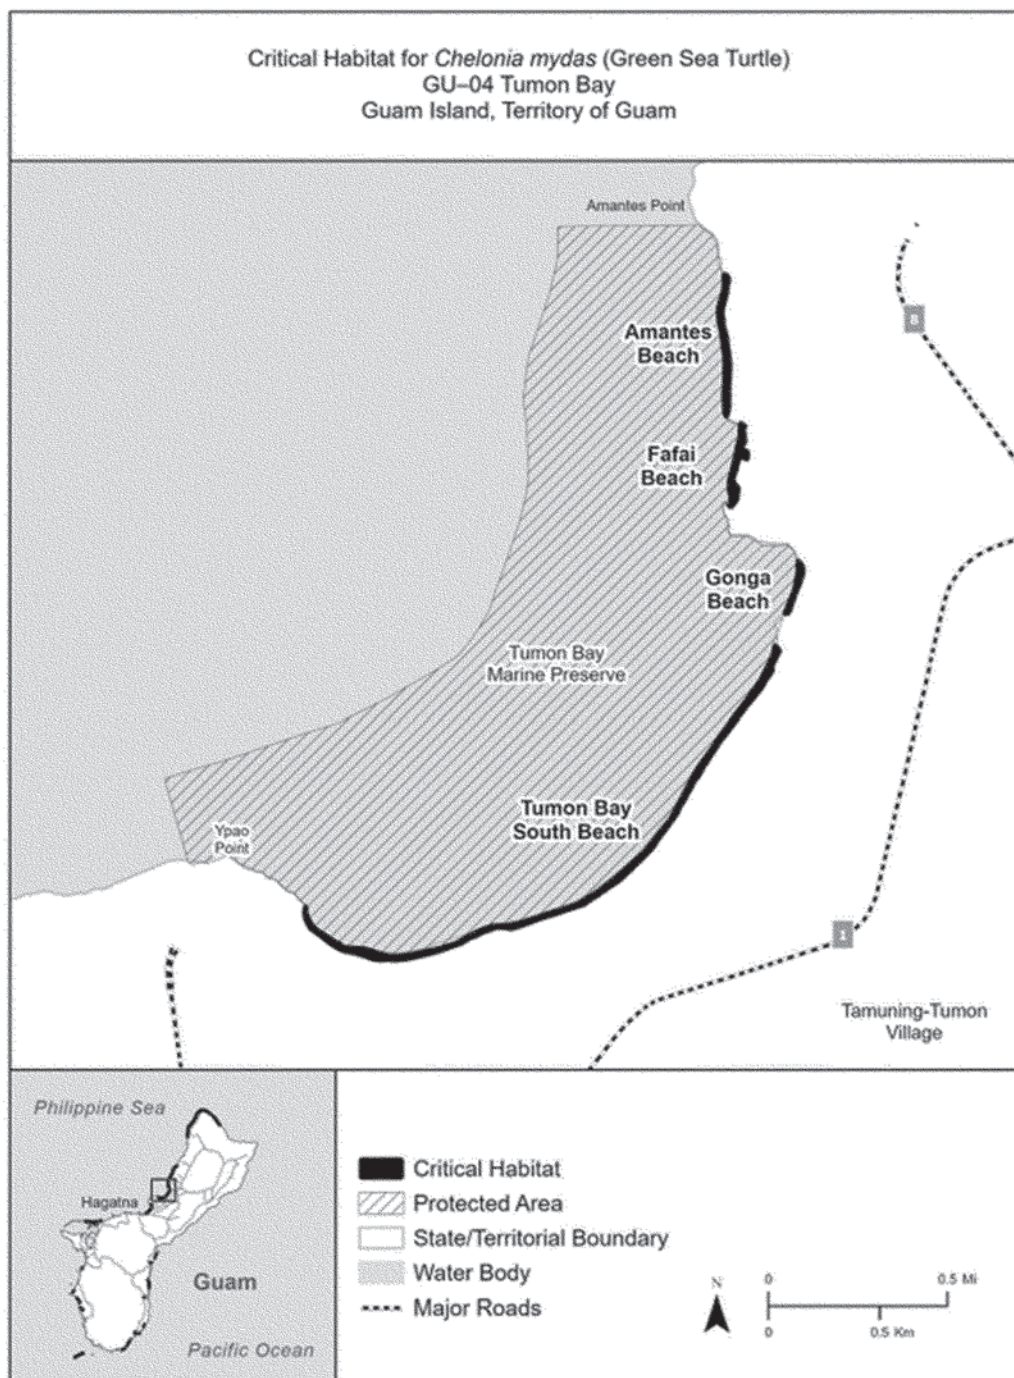 Critical Habitat for Chelonia mydas (Green Sea Turtle)
GU–04 Tumon Bay
Guam Island, Territory of Guam
Amantes Point
8
Amantes
Beach
Fafai
Beach
Gonga
Beach
Tumon Bay
Marine Preserve
Tumon Bay
South Beach
Ypao
Point
1
Tamuning-Tumon
Village
Philippine Sea
Hagatna
Guam
Pacific Ocean
Critical Habitat
Protected Area
State/Territorial Boundary
Water Body
Major Roads
N
0 0.5 Mi
0 0.5 Km